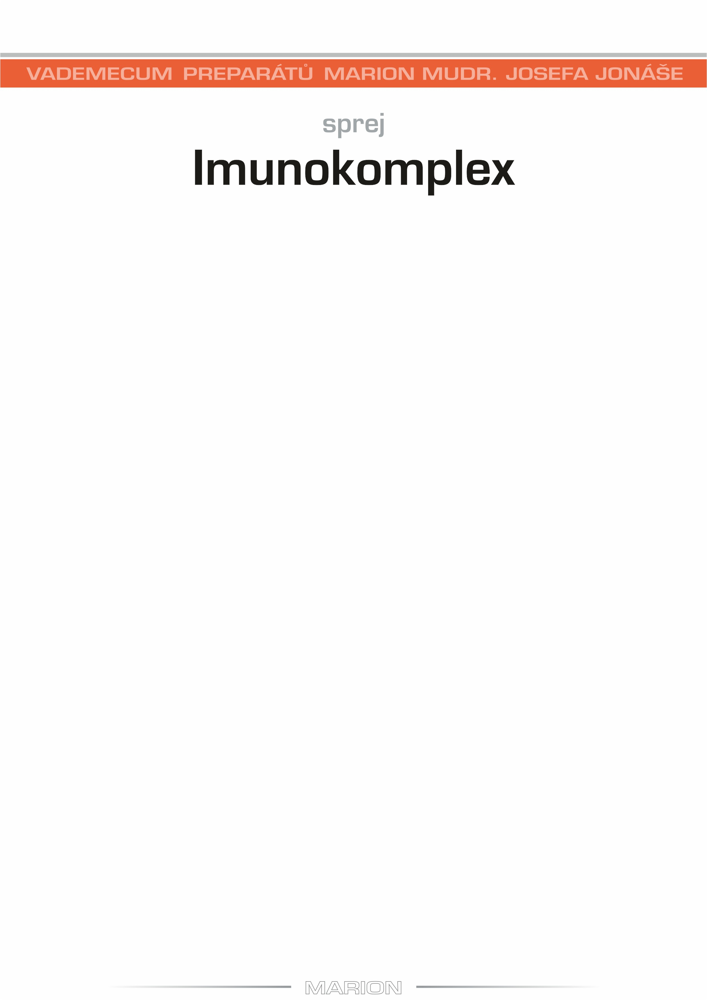 VADEMECUM PREPARÁTŮ MARION MUDR. JOSEFA JONÁŠE
sprej
Imunokomplex
MARION